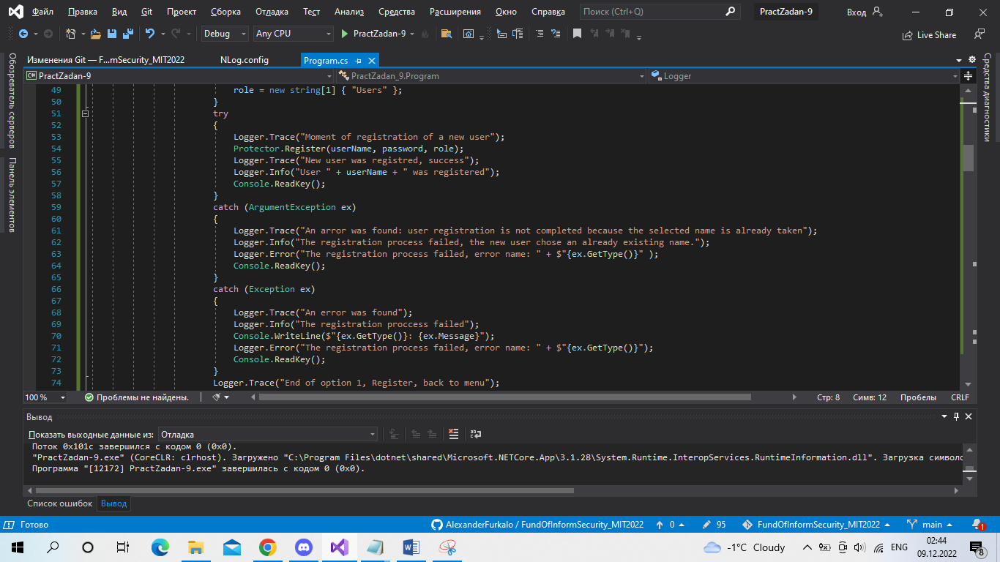 Файл Правка Вид Git Проект Сборка Отладка Тест Анализ Средства Расширения Окно Справка Поиск (Ctrl+Q) PractZadan-9 Вход
Debug Any CPU PractZadan-9 Live Share
Обозреватель серверов
Панель элементов
Средства диагностики
Изменения Git — F...mSecurity_MIT2022 NLog.config Program.cs
C# PractZadan-9 PractZadan_9.Program Logger
49 role = new string[1] { "Users" };
50 }
51 try
52 {
53 Logger.Trace("Moment of registration of a new user");
54 Protector.Register(userName, password, role);
55 Logger.Trace("New user was registred, success");
56 Logger.Info("User " + userName + " was registered");
57 Console.ReadKey();
58 }
59 catch (ArgumentException ex)
60 {
61 Logger.Trace("An arror was found: user registration is not completed because the selected name is already taken");
62 Logger.Info("The registration process failed, the new user chose an already existing name.");
63 Logger.Error("The registration process failed, error name: " + $"{ex.GetType()}" );
64 Console.ReadKey();
65 }
66 catch (Exception ex)
67 {
68 Logger.Trace("An error was found");
69 Logger.Info("The registration proccess failed");
70 Console.WriteLine($"{ex.GetType()}: {ex.Message}");
71 Logger.Error("The registration process failed, error name: " + $"{ex.GetType()}");
72 Console.ReadKey();
73 }
74 Logger.Trace("End of option 1, Register, back to menu");
100 % Проблемы не найдены. Стр: 8 Симв: 12 Пробелы CRLF
Вывод
Показать выходные данные из: Отладка
Поток 0x101c завершился с кодом 0 (0x0).
"PractZadan-9.exe" (CoreCLR: clrhost). Загружено "C:\Program Files\dotnet\shared\Microsoft.NETCore.App\3.1.28\System.Runtime.InteropServices.RuntimeInformation.dll". Загрузка символо
Программа "[12172] PractZadan-9.exe" завершилась с кодом 0 (0x0).
Список ошибок Вывод
Готово AlexanderFurkalo / FundOfInformSecurity_MIT2022 0 95 FundOfInformSecurity_MIT2022 main 1
-1°C Cloudy ENG 02:44
09.12.2022 8